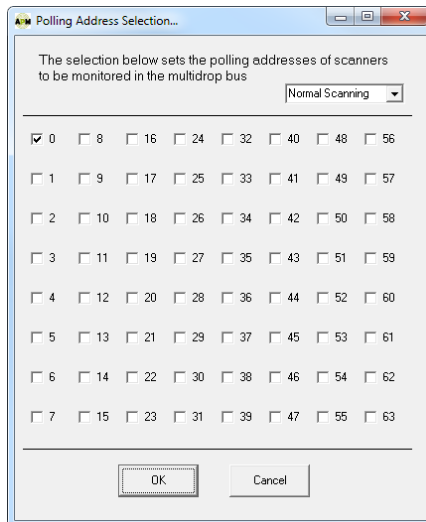 Polling Address Selection...
The selection below sets the polling addresses of scanners
to be monitored in the multidrop bus
Normal Scanning
0 8 16 24 32 40 48 56
1 9 17 25 33 41 49 57
2 10 18 26 34 42 50 58
3 11 19 27 35 43 51 59
4 12 20 28 36 44 52 60
5 13 21 29 37 45 53 61
6 14 22 30 38 46 54 62
7 15 23 31 39 47 55 63
OK Cancel